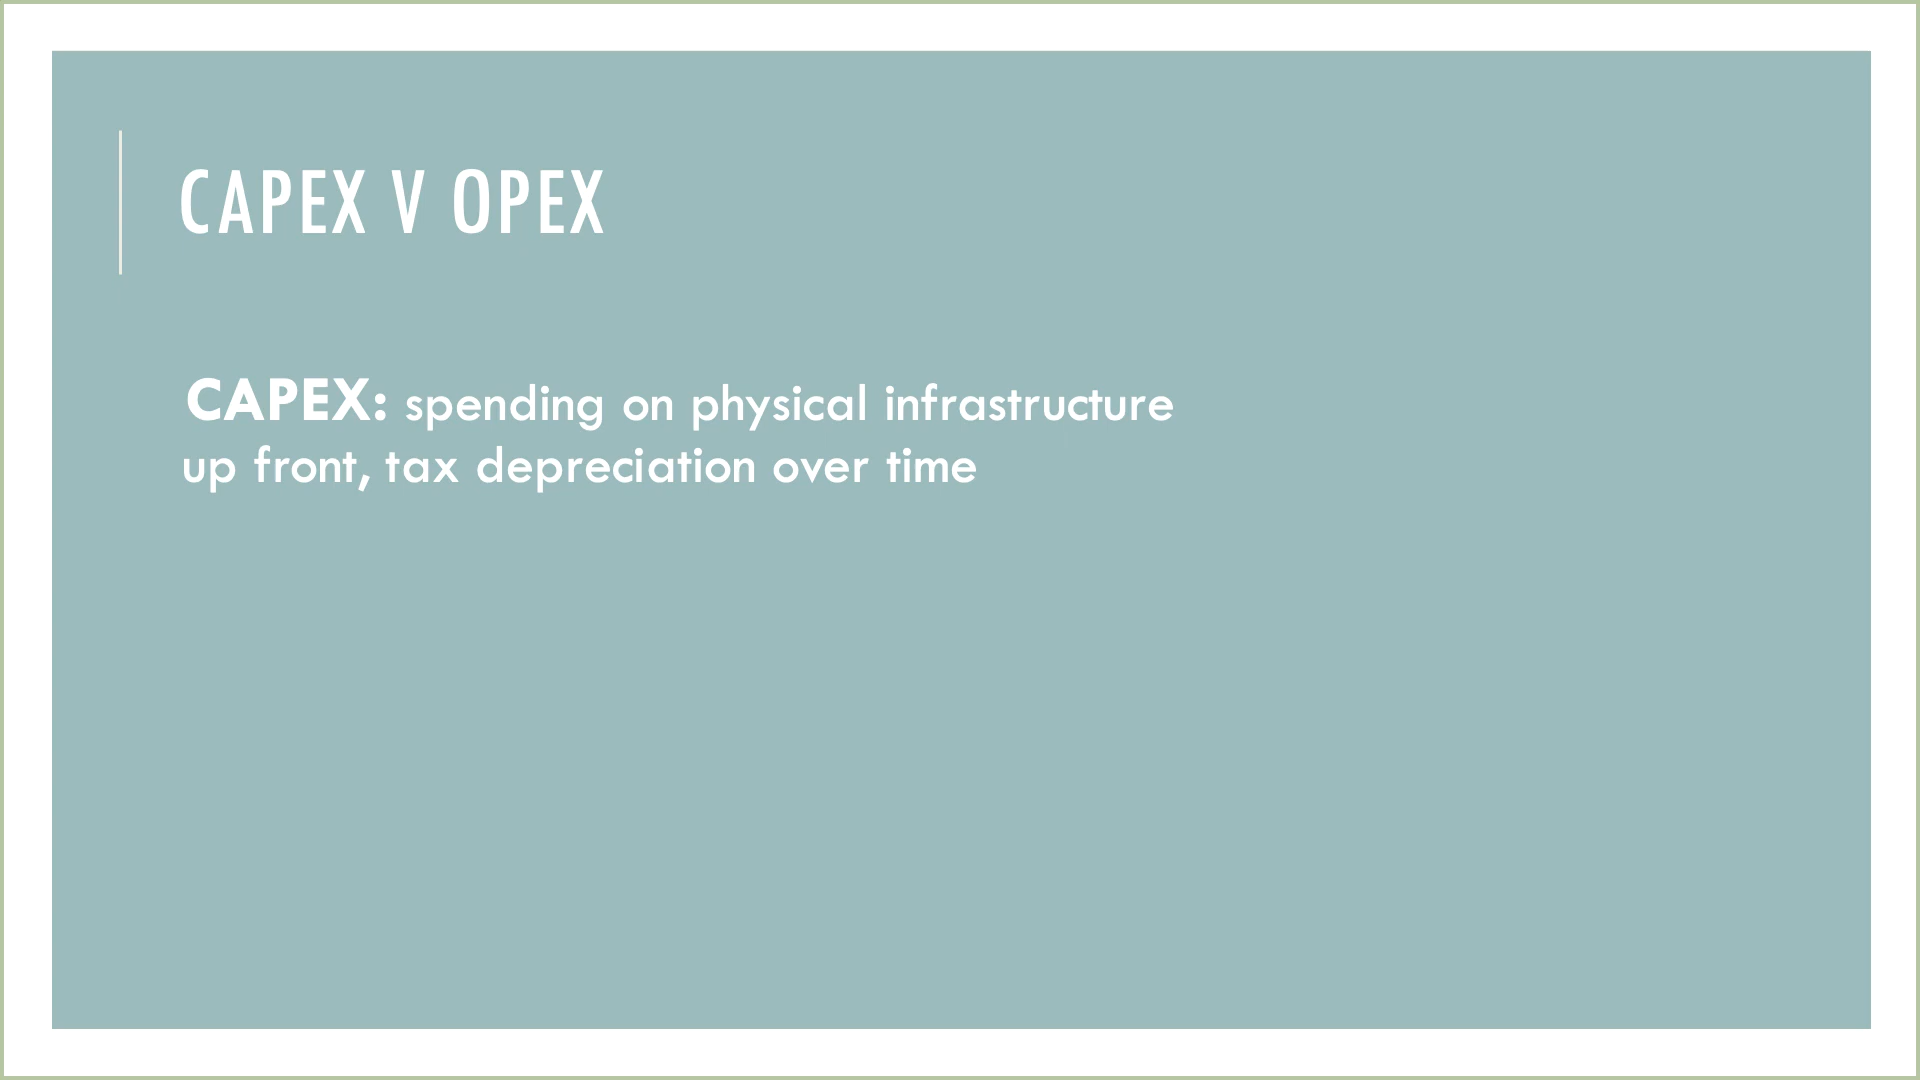 CAPEX V OPEX
CAPEX: spending on physical infrastructure
up front, tax depreciation over time